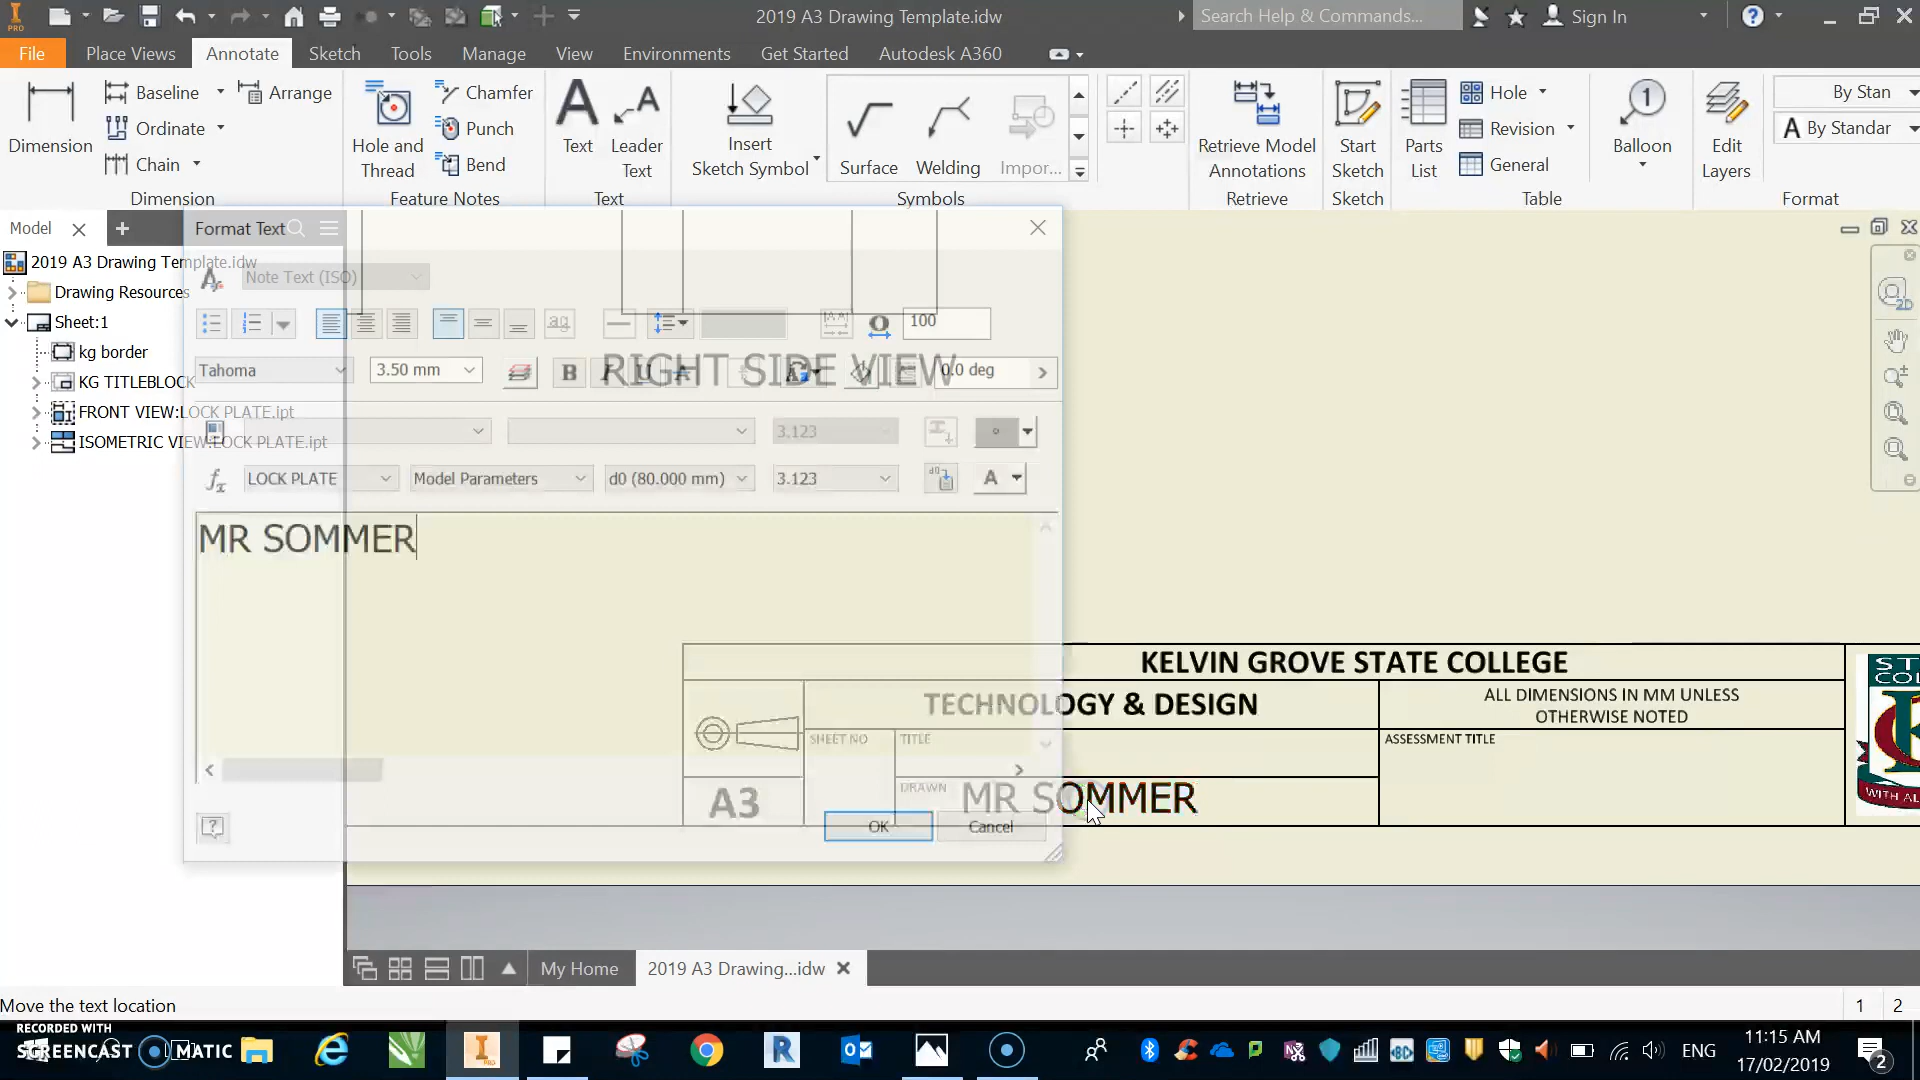 2019 A3 Drawing Template.idw
Search Help & Commands...
Sign In
PRO
File
Place Views
Annotate
Sketch
Tools
Manage
View
Environments
Get Started
Autodesk A360
Dimension
Baseline
Arrange
Ordinate
Chain
Dimension
Hole and
Thread
Chamfer
Punch
Bend
Feature Notes
Text
Leader
Text
Text
Insert
Sketch Symbol
Surface
Welding
Impor...
Symbols
Retrieve Model
Annotations
Retrieve
Start
Sketch
Sketch
Parts
List
Hole
Revision
General
Table
Balloon
Edit
Layers
By Stan
By Standar
Format
Model
2019 A3 Drawing Template.idw
Drawing Resources
Sheet:1
kg border
KG TITLEBLOCK
FRONT VIEW:LOCK PLATE.ipt
ISOMETRIC VIEW:LOCK PLATE.ipt
Format Text
Note Text (ISO)
100
Tahoma
3.50 mm
B I U A
0.0 deg
RIGHT SIDE VIEW
3.123
LOCK PLATE
Model Parameters
d0 (80.000 mm)
3.123
A
MR SOMMER
OK
Cancel
KELVIN GROVE STATE COLLEGE
TECHNOLOGY & DESIGN
ALL DIMENSIONS IN MM UNLESS
OTHERWISE NOTED
SHEET NO
TITLE
ASSESSMENT TITLE
DRAWN
MR SOMMER
A3
WITH AL
My Home
2019 A3 Drawing...idw
Move the text location
1
2
RECORDED WITH
SCREENCAST MATIC
ENG
11:15 AM
17/02/2019
2